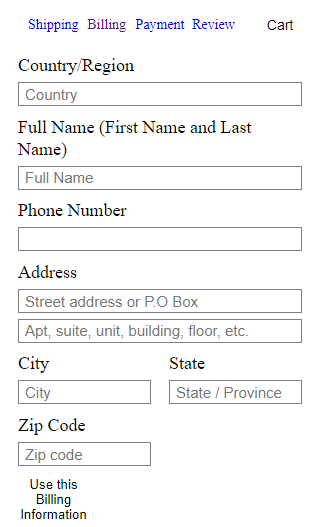 Shipping Billing Payment Review Cart
Country/Region
Country
Full Name (First Name and Last
Name)
Full Name
Phone Number
Address
Street address or P.O Box
Apt, suite, unit, building, floor, etc.
City State
City State / Province
Zip Code
Zip code
Use this
Billing
Information